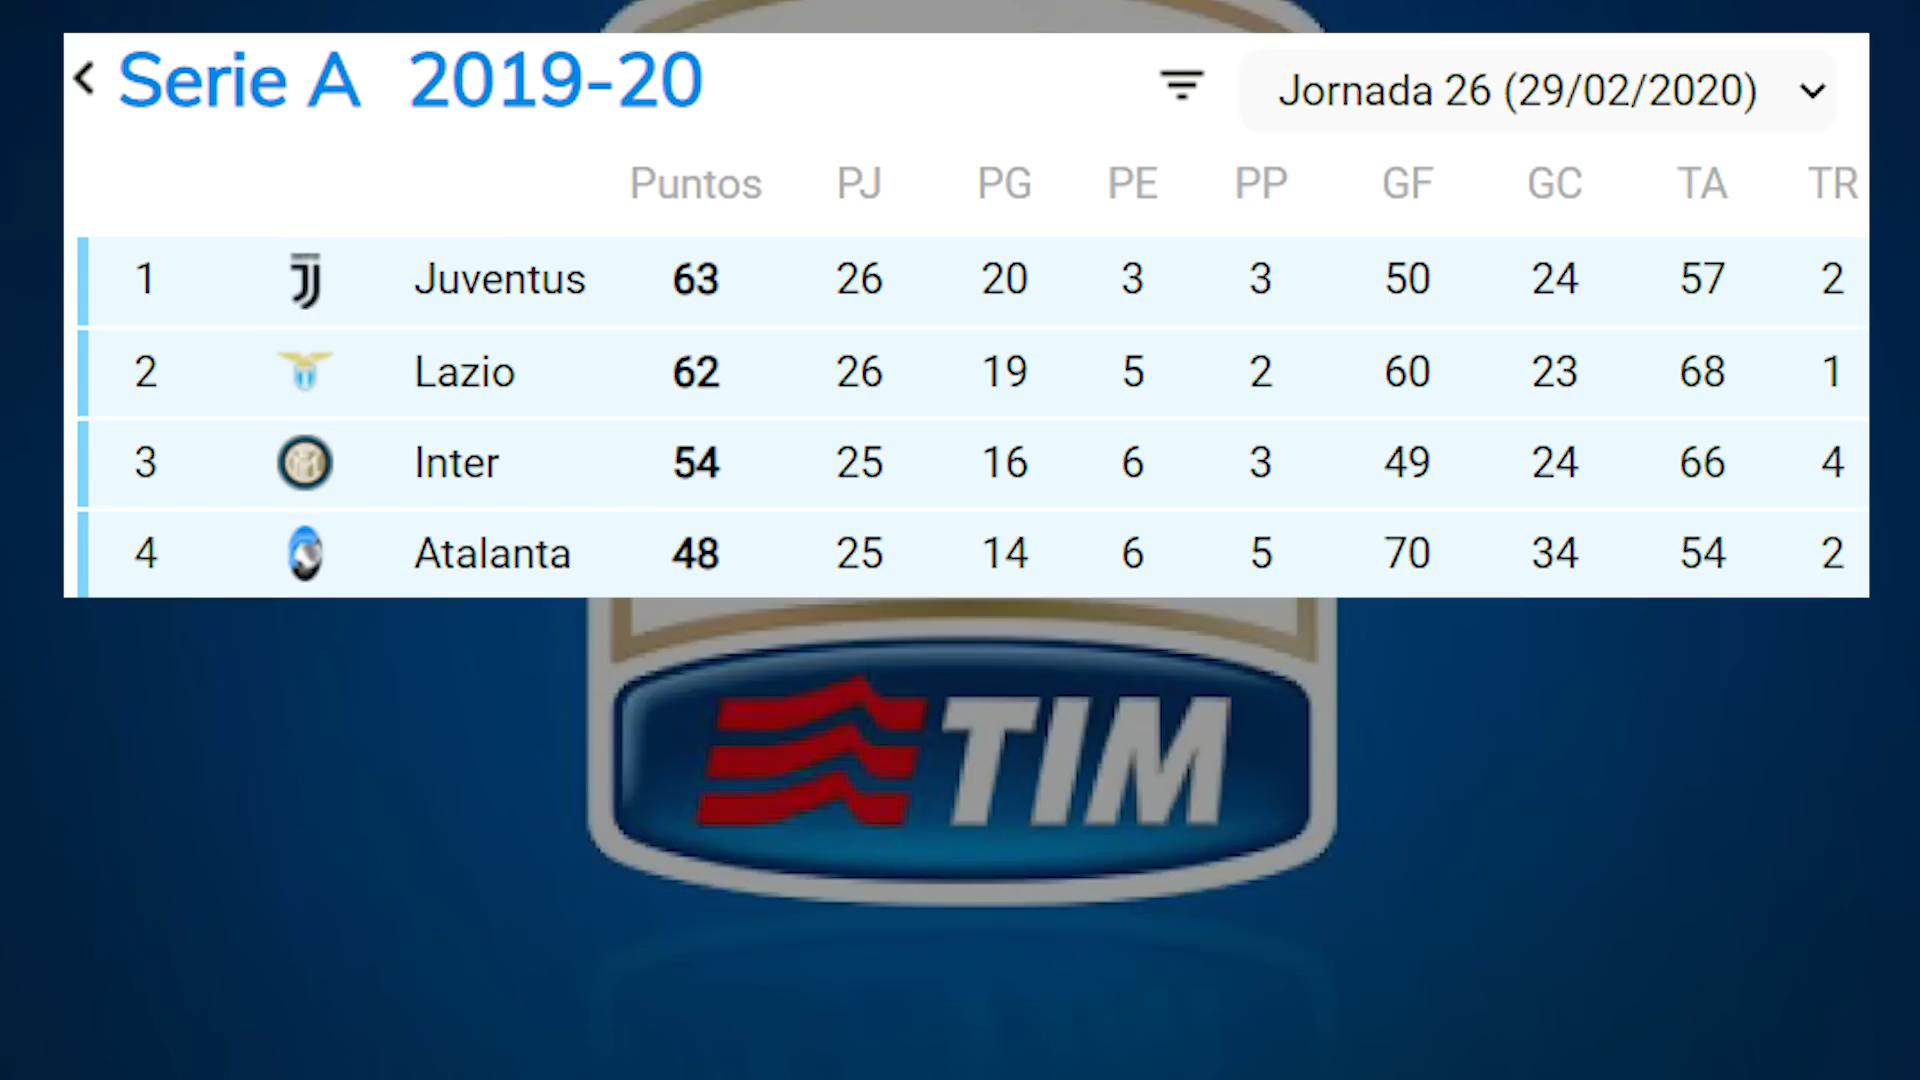 Serie A 2019-20 Jornada 26 (29/02/2020)
Puntos PJ PG PE PP GF GC TA TR
1 Juventus 63 26 20 3 3 50 24 57 2
2 Lazio 62 26 19 5 2 60 23 68 1
3 Inter 54 25 16 6 3 49 24 66 4
4 Atalanta 48 25 14 6 5 70 34 54 2
TIM